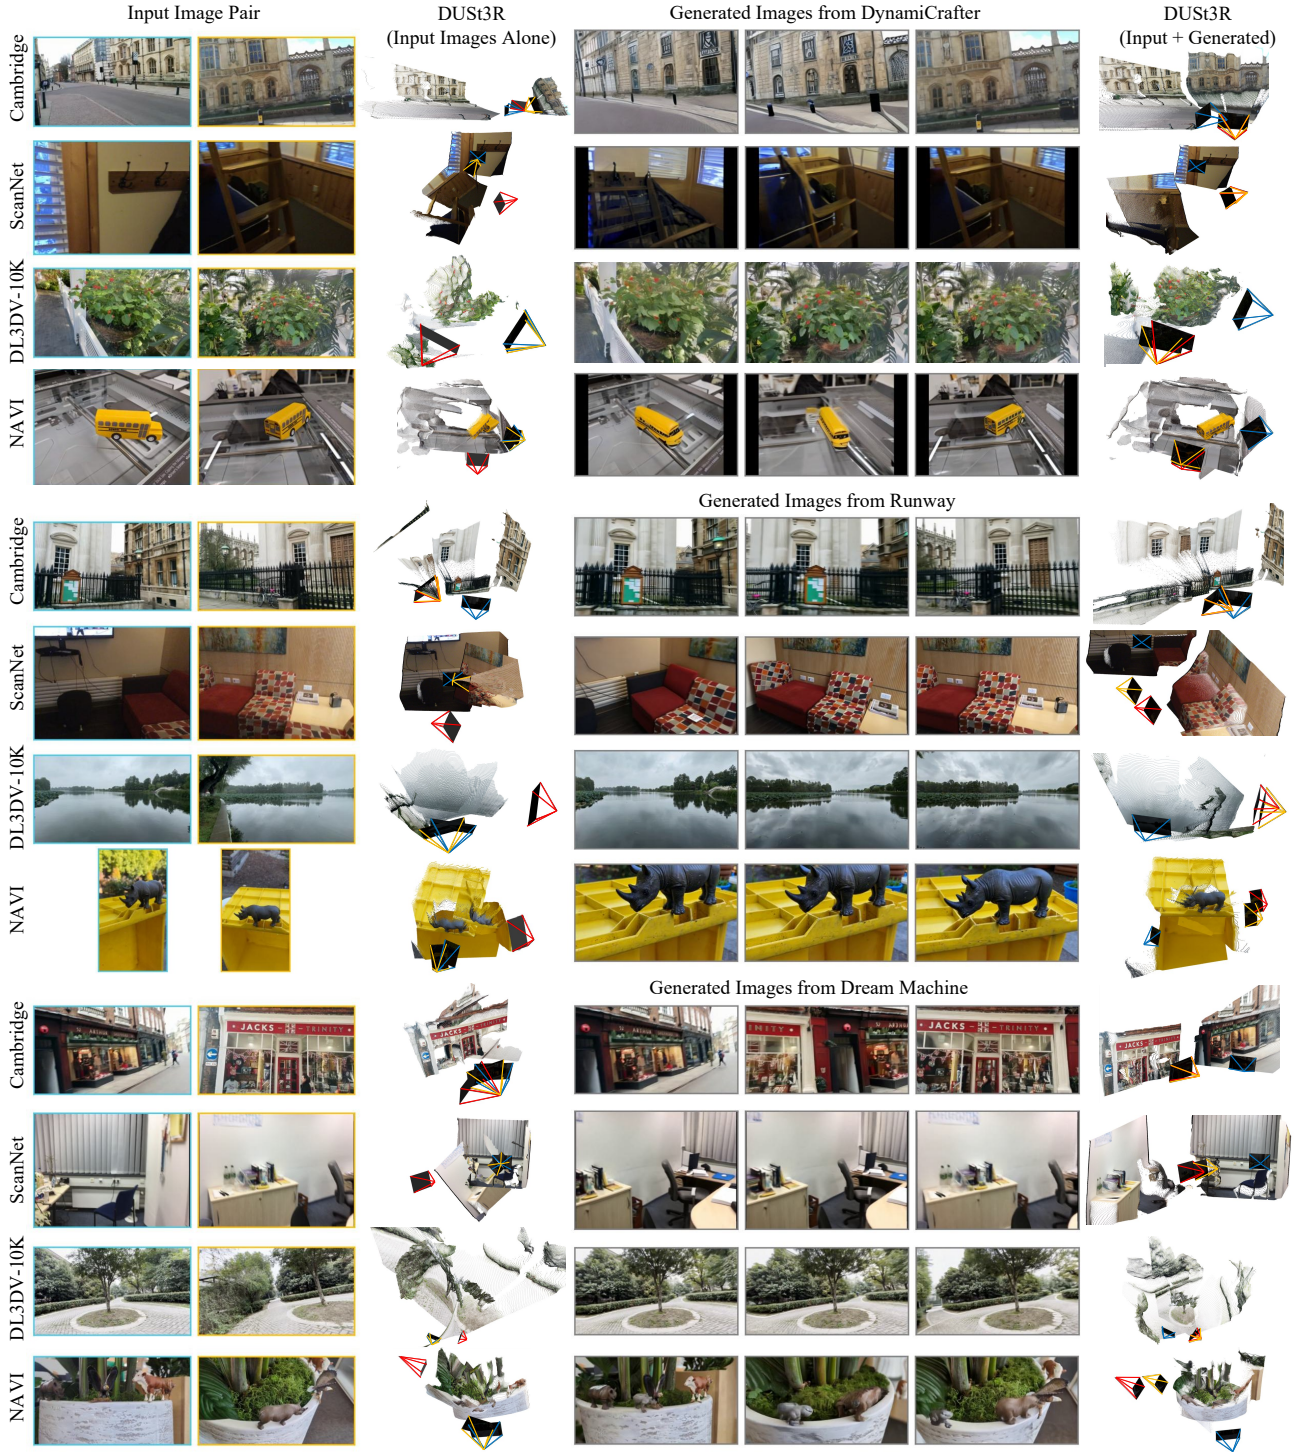 Input Image Pair
DUSt3R
(Input Images Alone)
Generated Images from DynamiCrafter
DUSt3R
(Input + Generated)
Cambridge
ScanNet
DL3DV-10K
NAVI
Generated Images from Runway
Cambridge
ScanNet
DL3DV-10K
NAVI
Generated Images from Dream Machine
Cambridge
JACKS TRINITY
JACKS TRINITY
ScanNet
DL3DV-10K
NAVI